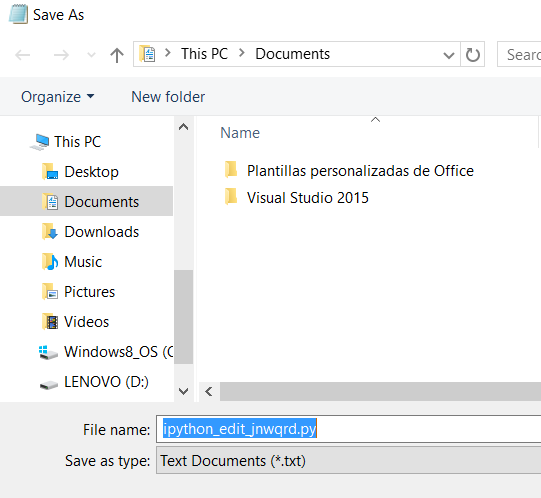 Save As
This PC > Documents
Sear
Organize
New folder
Name
This PC
Desktop
Documents
Downloads
Music
Pictures
Videos
Windows8_OS (C
LENOVO (D:)
Plantillas personalizadas de Office
Visual Studio 2015
File name: ipython_edit_jnwqrd.py
Save as type: Text Documents (*.txt)